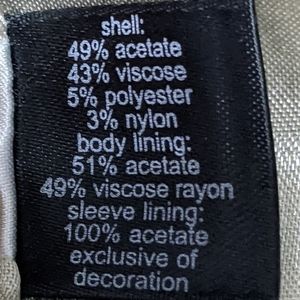 shell:
49% acetate
43% viscose
5% polyester
3% nylon
body lining:
51% acetate
49% viscose rayon
sleeve lining:
100% acetate
exclusive of
decoration